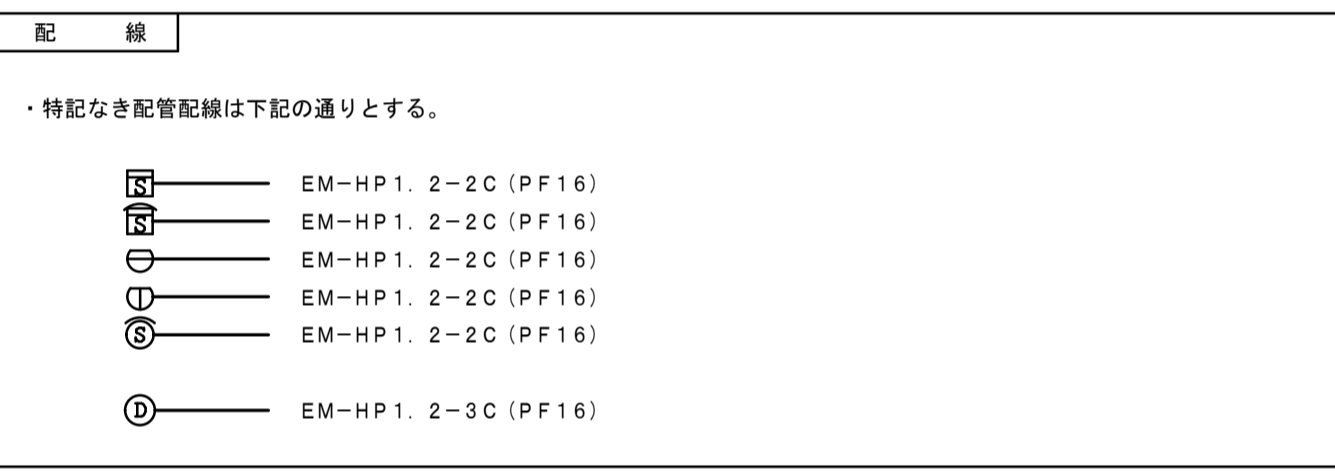 配　　線
・特記なき配管配線は下記の通りとする。
S EM－HP1．2－2C（PF16）
S EM－HP1．2－2C（PF16）
EM－HP1．2－2C（PF16）
EM－HP1．2－2C（PF16）
S EM－HP1．2－2C（PF16）
D EM－HP1．2－3C（PF16）